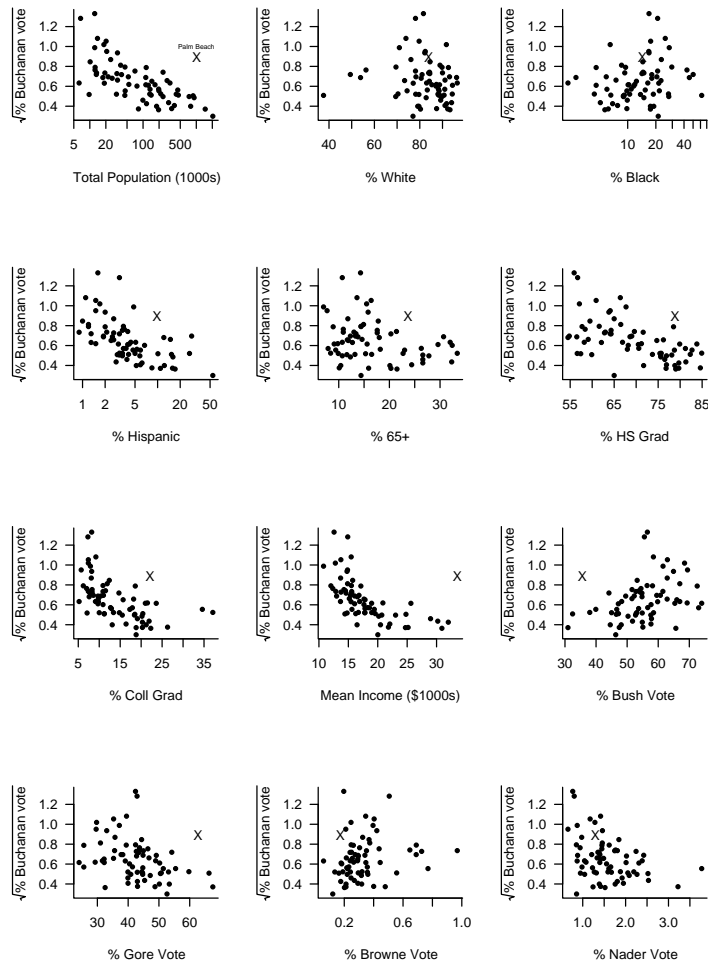 √% Buchanan vote
0.4 0.6 0.8 1.0 1.2
Palm Beach
X
5 20 100 500
Total Population (1000s)
√% Buchanan vote
0.4 0.6 0.8 1.0 1.2
X
40 60 80
% White
√% Buchanan vote
0.4 0.6 0.8 1.0 1.2
X
10 20 40
% Black
√% Buchanan vote
0.4 0.6 0.8 1.0 1.2
X
1 2 5 20 50
% Hispanic
√% Buchanan vote
0.4 0.6 0.8 1.0 1.2
X
10 20 30
% 65+
√% Buchanan vote
0.4 0.6 0.8 1.0 1.2
X
55 65 75 85
% HS Grad
√% Buchanan vote
0.4 0.6 0.8 1.0 1.2
X
5 15 25 35
% Coll Grad
√% Buchanan vote
0.4 0.6 0.8 1.0 1.2
X
10 15 20 25 30
Mean Income ($1000s)
√% Buchanan vote
0.4 0.6 0.8 1.0 1.2
X
30 40 50 60 70
% Bush Vote
√% Buchanan vote
0.4 0.6 0.8 1.0 1.2
X
30 40 50 60
% Gore Vote
√% Buchanan vote
0.4 0.6 0.8 1.0 1.2
X
0.2 0.4 0.6 0.8 1.0
% Browne Vote
√% Buchanan vote
0.4 0.6 0.8 1.0 1.2
X
1.0 2.0 3.0
% Nader Vote